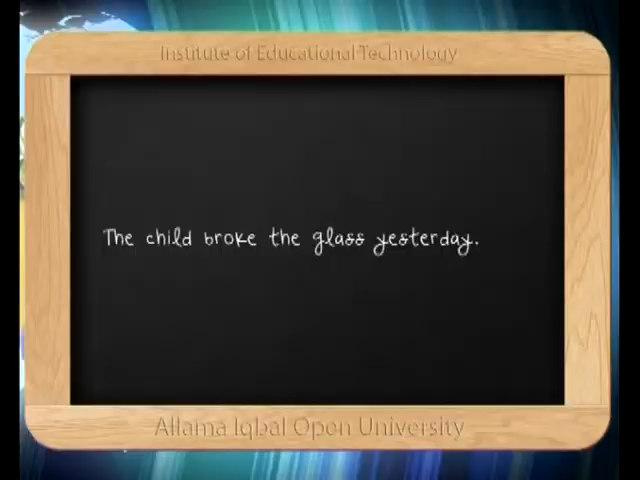 Institute of Educational Technology
The child broke the glass yesterday.
Allama Iqbal Open University